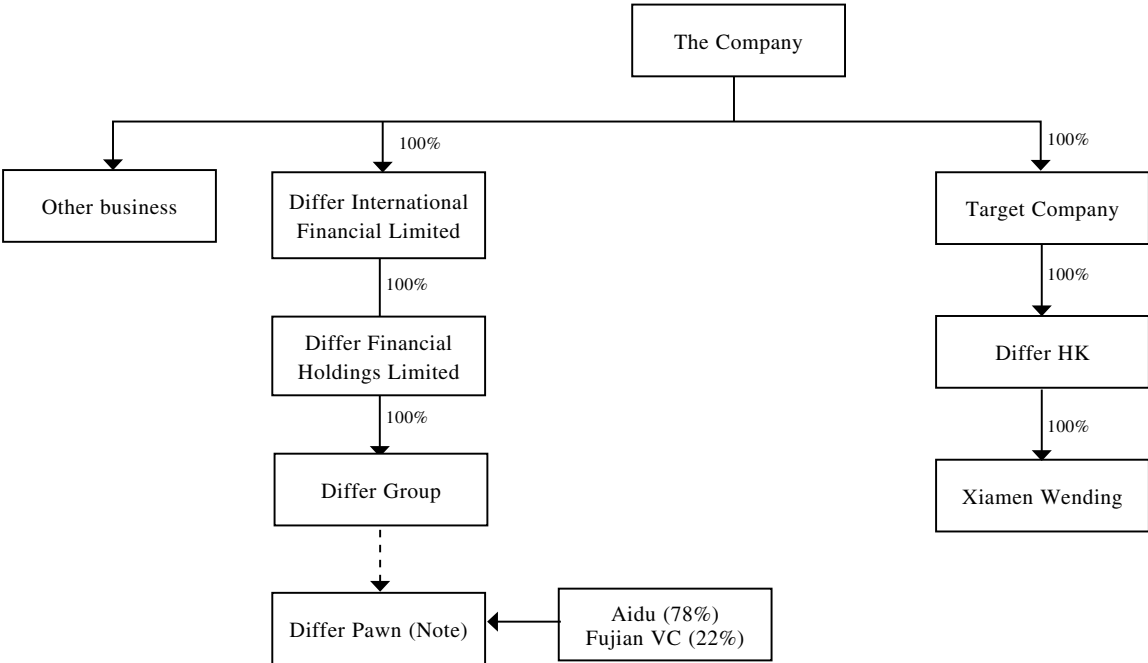 The Company
100%
100%
Other business
Differ International
Financial Limited
Target Company
100%
100%
Differ Financial
Holdings Limited
Differ HK
100%
100%
Differ Group
Xiamen Wending
Differ Pawn (Note)
Aidu (78%)
Fujian VC (22%)